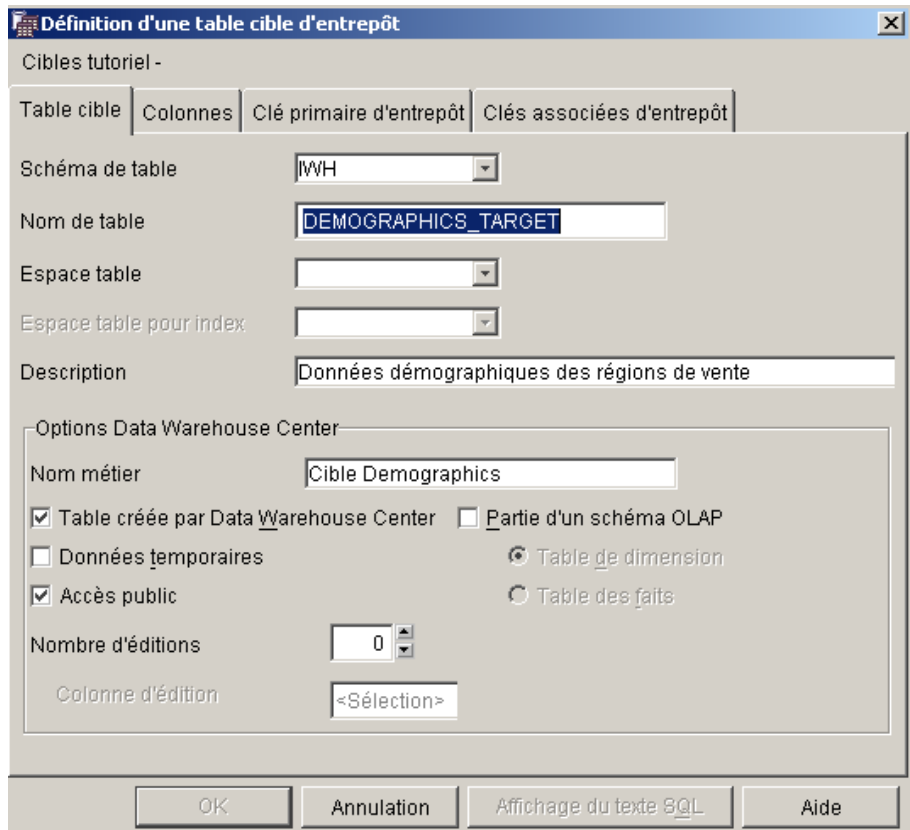 Définition d'une table cible d'entrepôt
Cibles tutoriel -
Table cible Colonnes Clé primaire d'entrepôt Clés associées d'entrepôt
Schéma de table IWH
Nom de table DEMOGRAPHICS_TARGET
Espace table
Espace table pour index
Description Données démographiques des régions de vente
Options Data Warehouse Center
Nom métier Cible Demographics
Table créée par Data Warehouse Center Partie d'un schéma OLAP
Données temporaires Table de dimension
Accès public Table des faits
Nombre d'éditions 0
Colonne d'édition <Sélection>
OK Annulation Affichage du texte SQL Aide